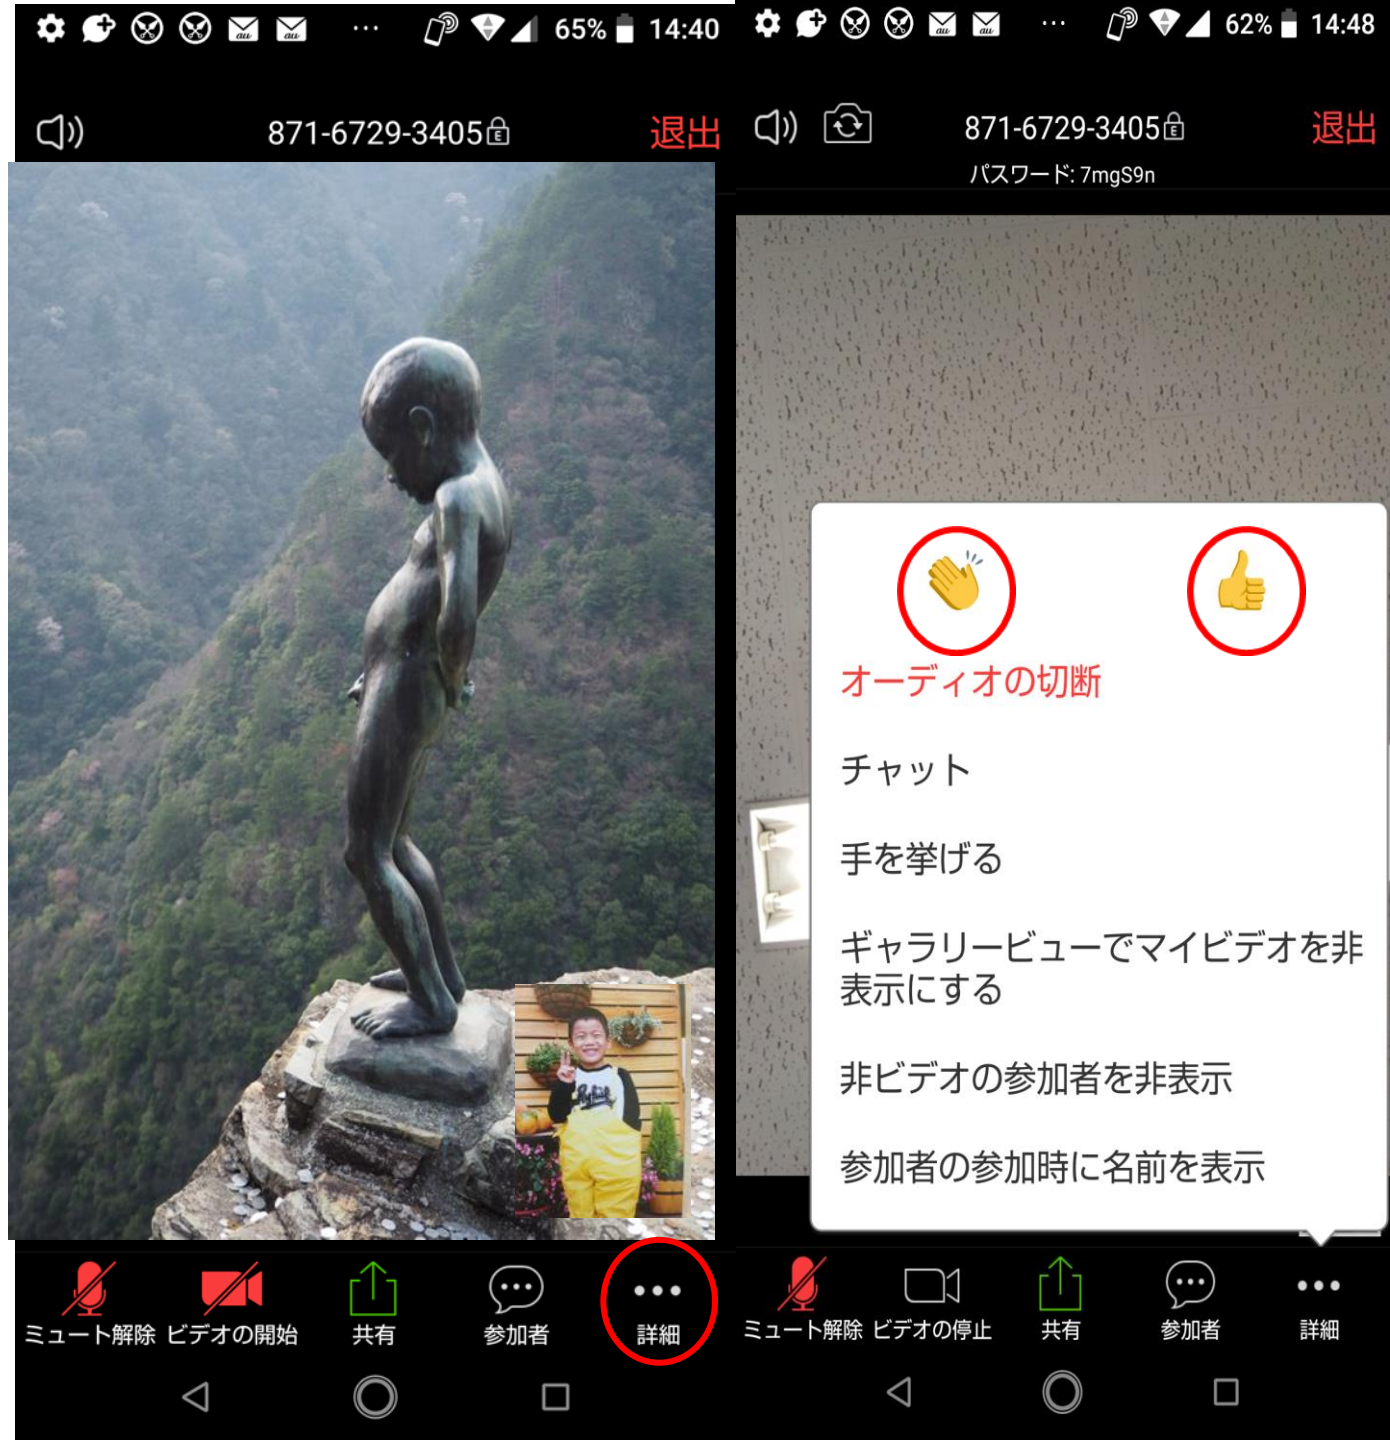 65% 14:40
871-6729-3405
退出
ミュート解除 ビデオの開始 共有 参加者 詳細
62% 14:48
871-6729-3405
退出
パスワード: 7mgS9n
オーディオの切断
チャット
手を挙げる
ギャラリービューでマイビデオを非
表示にする
非ビデオの参加者を非表示
参加者の参加時に名前を表示
ミュート解除 ビデオの停止 共有 参加者 詳細